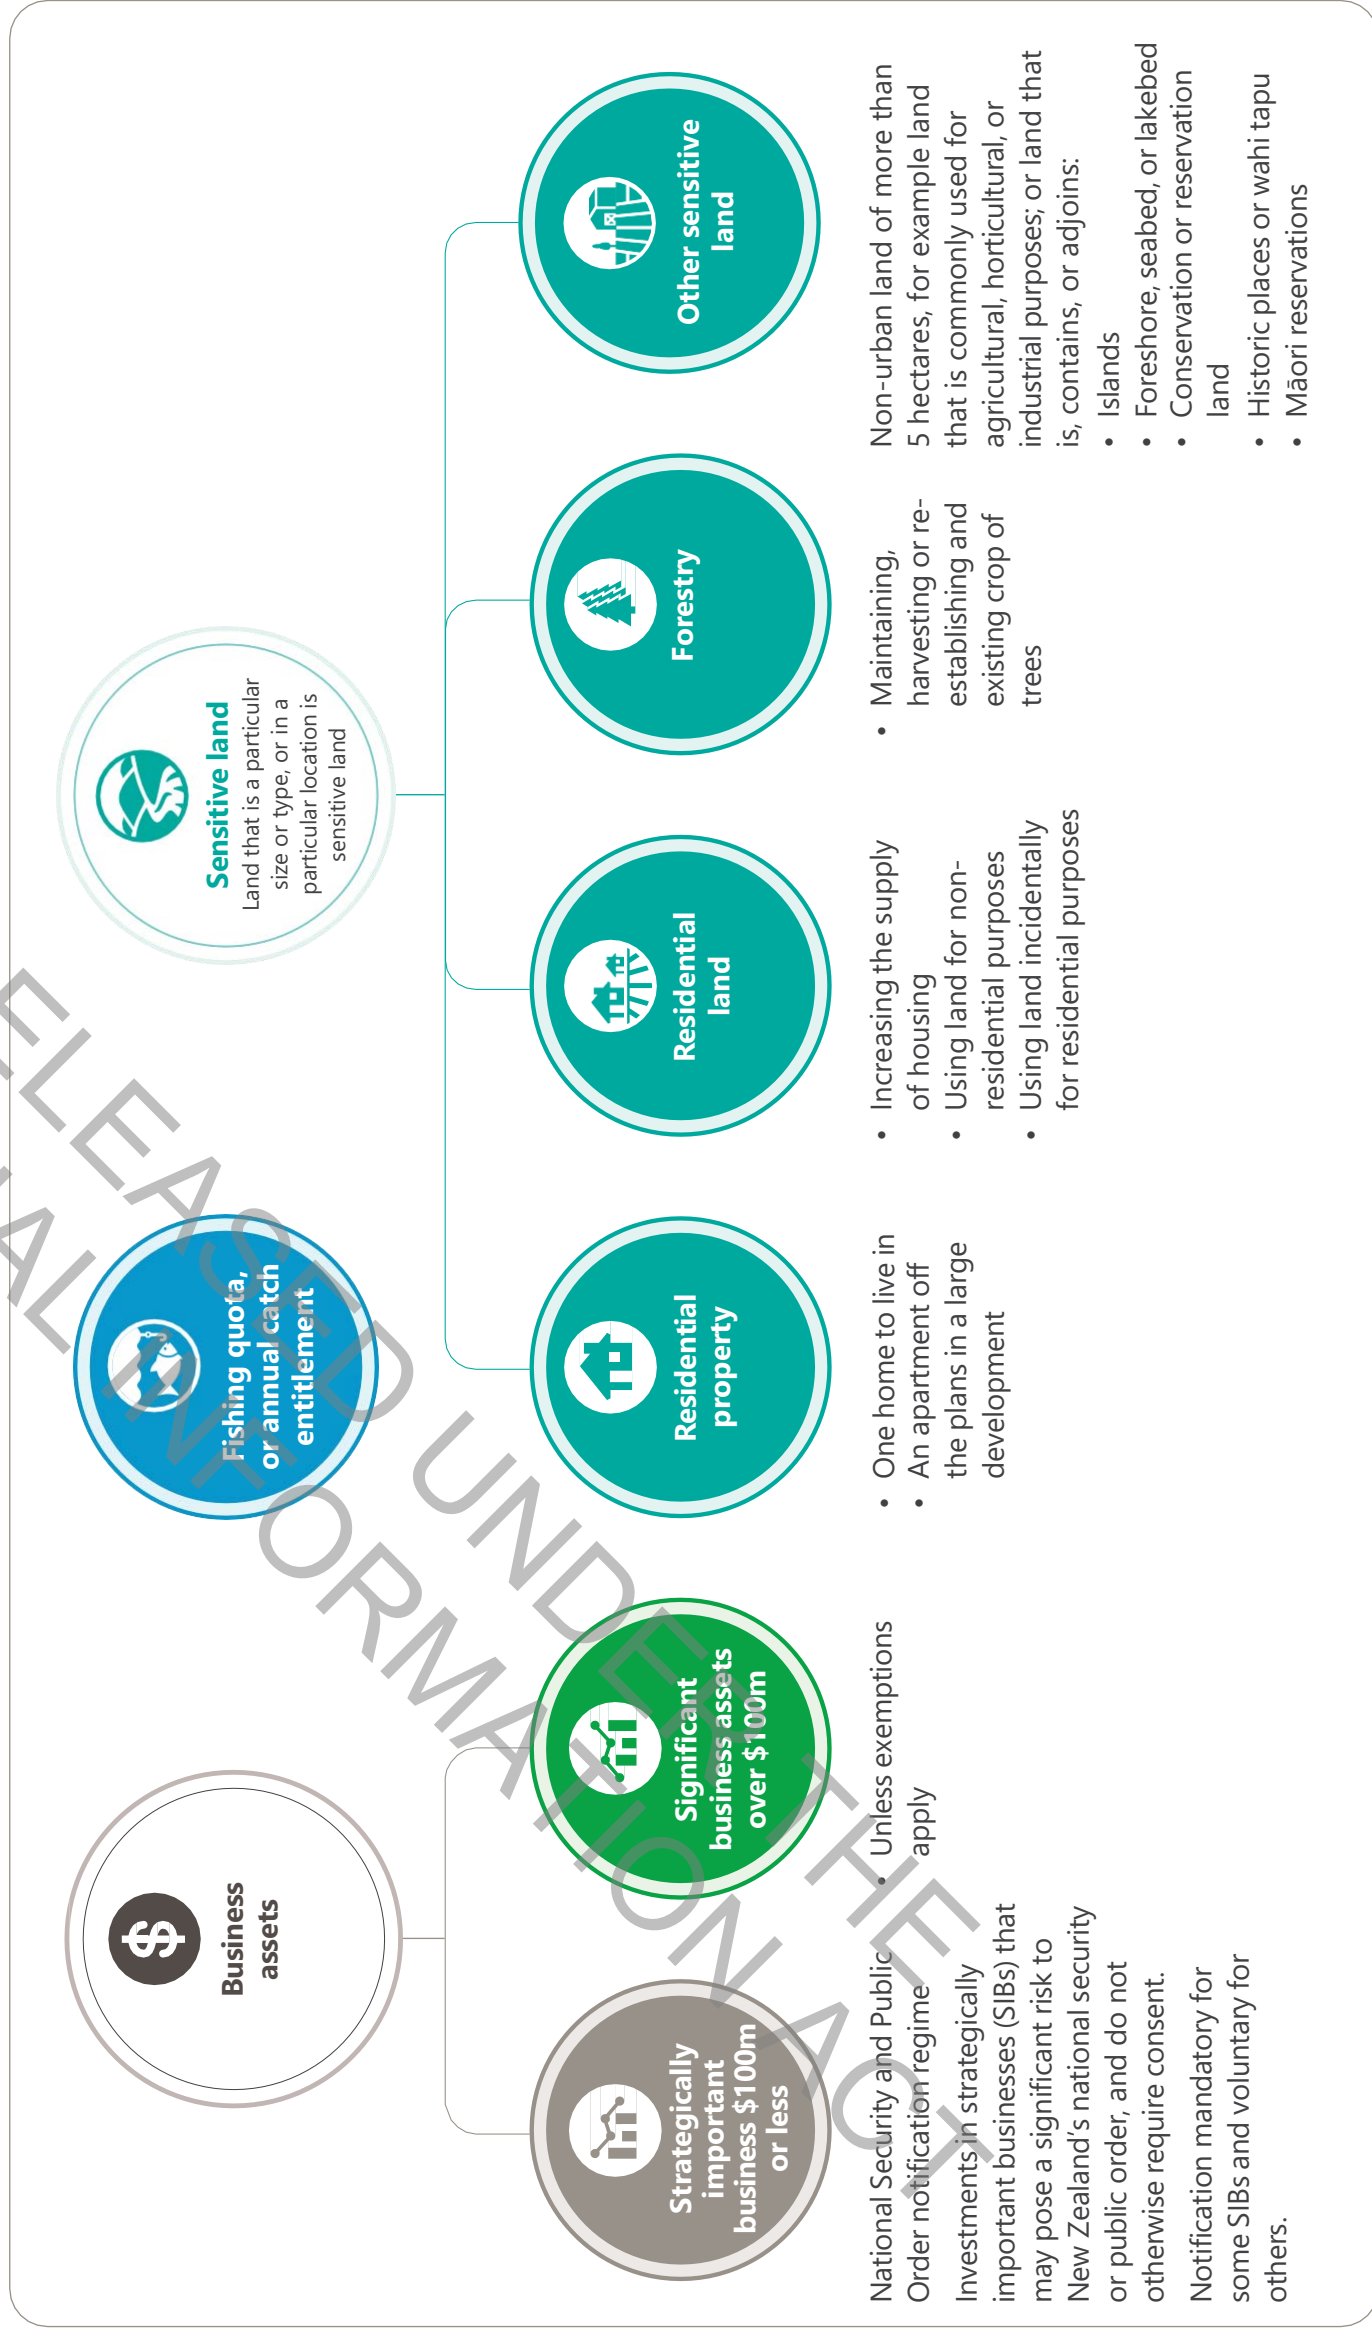 Business
assets
Fishing quota,
or annual catch
entitlement
Sensitive land
Land that is a particular
size or type, or in a
particular location is
sensitive land
Strategically
important
business $100m
or less
Significant
business assets
over $100m
Residential
property
Residential
land
Forestry
Other sensitive
land
National Security and Public
Order notification regime
Investments in strategically
important businesses (SIBs) that
may pose a significant risk to
New Zealand's national security
or public order, and do not
otherwise require consent.
Notification mandatory for
some SIBs and voluntary for
others.
• Unless exemptions
apply
• One home to live in
• An apartment off
the plans in a large
development
• Increasing the supply
of housing
• Using land for non-
residential purposes
• Using land incidentally
for residential purposes
• Maintaining,
harvesting or re-
establishing and
existing crop of
trees
Non-urban land of more than
5 hectares, for example land
that is commonly used for
agricultural, horticultural, or
industrial purposes; or land that
is, contains, or adjoins:
• Islands
• Foreshore, seabed, or lakebed
• Conservation or reservation
land
• Historic places or wahi tapu
• Māori reservations
ELEASED UNDER THE
AL INFORMATION ACT